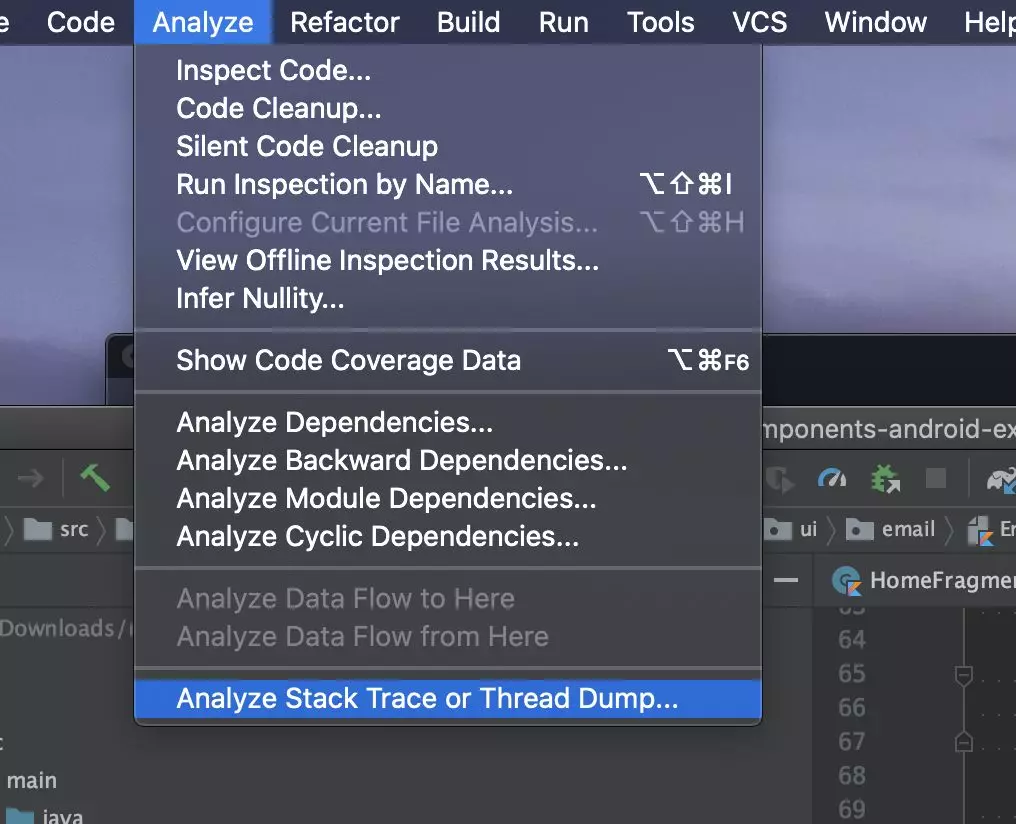 Code Analyze Refactor Build Run Tools VCS Window Help
Inspect Code...
Code Cleanup...
Silent Code Cleanup
Run Inspection by Name... ⌥⇧⌘I
Configure Current File Analysis... ⌥⇧⌘H
View Offline Inspection Results...
Infer Nullity...
Show Code Coverage Data ⌥⌘F6
Analyze Dependencies...
Analyze Backward Dependencies...
Analyze Module Dependencies...
Analyze Cyclic Dependencies...
Analyze Data Flow to Here
Analyze Data Flow from Here
Analyze Stack Trace or Thread Dump...
mponents-android-ex
src
ui
email
HomeFragmen
Downloads/
main
java
63
64
65
66
67
68
69